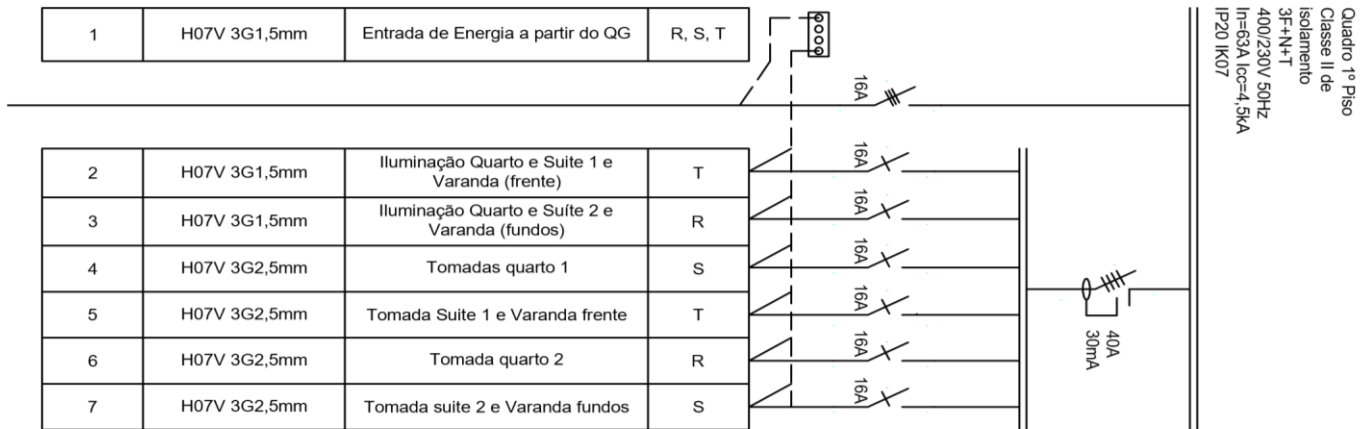 1 H07V 3G1,5mm Entrada de Energia a partir do QG R, S, T
16A
2 H07V 3G1,5mm Iluminação Quarto e Suite 1 e
Varanda (frente) T
16A
3 H07V 3G1,5mm Iluminação Quarto e Suíte 2 e
Varanda (fundos) R
16A
4 H07V 3G2,5mm Tomadas quarto 1 S
16A
5 H07V 3G2,5mm Tomada Suite 1 e Varanda frente T
16A
6 H07V 3G2,5mm Tomada quarto 2 R
16A
7 H07V 3G2,5mm Tomada suite 2 e Varanda fundos S
16A
40A
30mA
Quadro 1º Piso
Classe II de
isolamento
3F+N+T
400/230V 50Hz
In=63A Icc=4,5kA
IP20 IK07